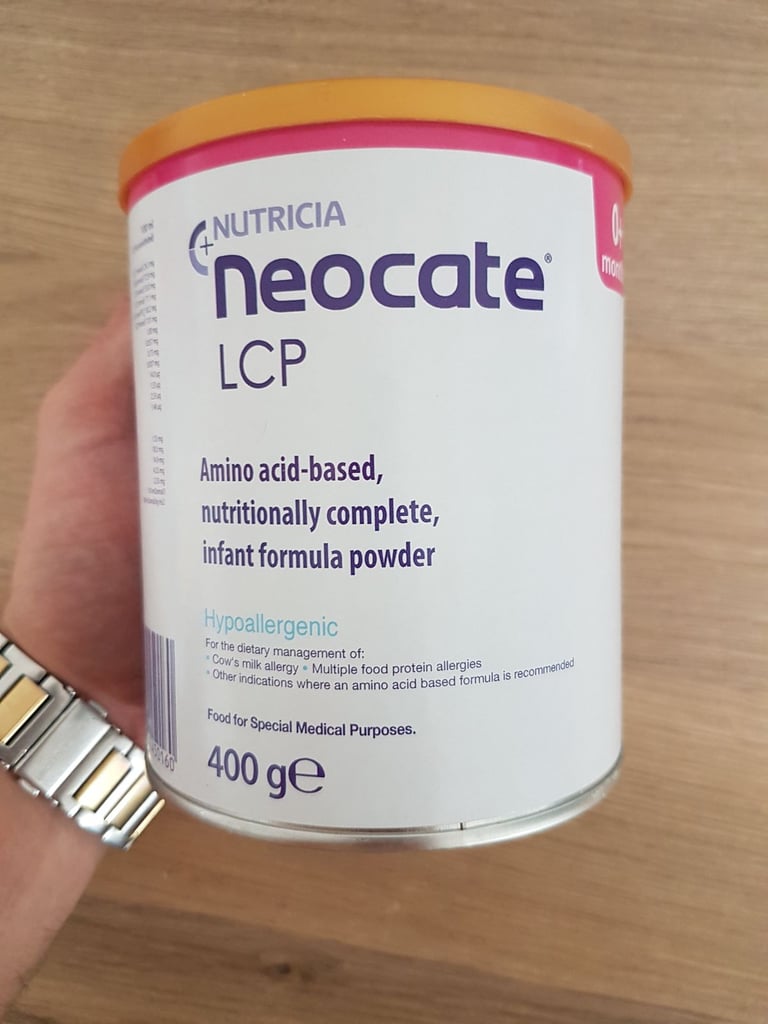 NUTRICIA
neocate®
LCP
0+
Amino acid-based,
nutritionally complete,
infant formula powder
Hypoallergenic
For the dietary management of:
• Cow's milk allergy • Multiple food protein allergies
• Other indications where an amino acid based formula is recommended
Food for Special Medical Purposes.
400 g℮